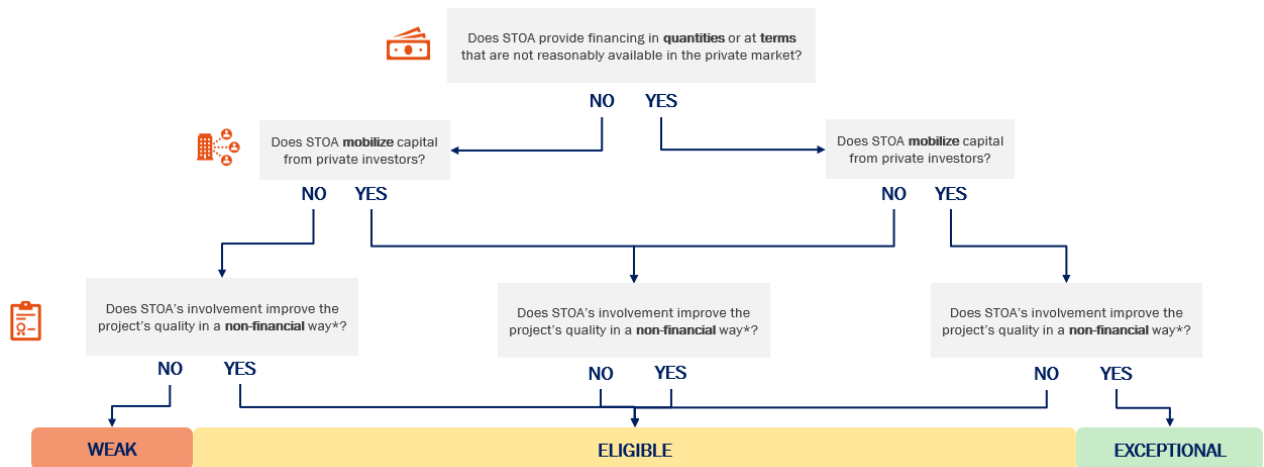 Does STOA provide financing in quantities or at terms
that are not reasonably available in the private market?
NO YES
Does STOA mobilize capital
from private investors?
Does STOA mobilize capital
from private investors?
NO YES
NO YES
Does STOA's involvement improve the
project's quality in a non-financial way*?
Does STOA's involvement improve the
project's quality in a non-financial way*?
Does STOA's involvement improve the
project's quality in a non-financial way*?
NO YES
NO YES
NO YES
WEAK
ELIGIBLE
EXCEPTIONAL